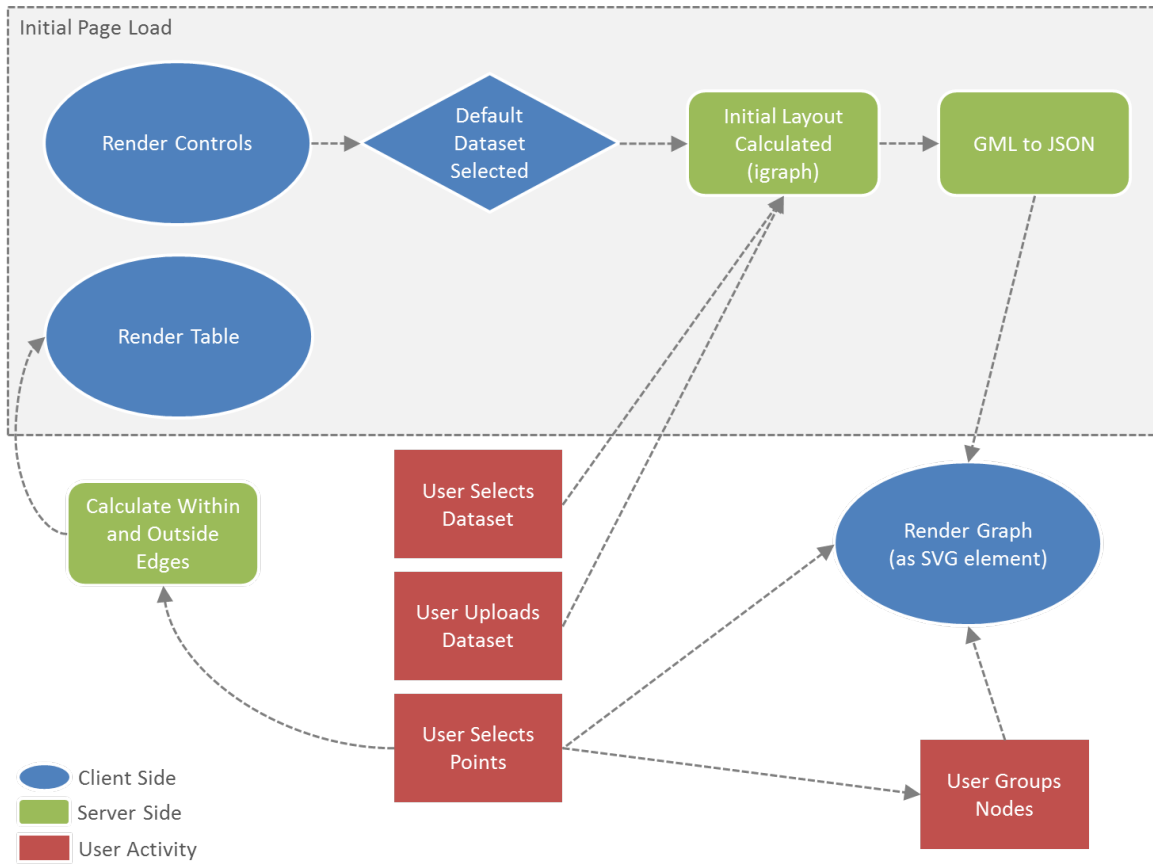 Initial Page Load
Render Controls
Default
Dataset
Selected
Initial Layout
Calculated
(igraph)
GML to JSON
Render Table
Calculate Within
and Outside
Edges
User Selects
Dataset
User Uploads
Dataset
User Selects
Points
Render Graph
(as SVG element)
User Groups
Nodes
Client Side
Server Side
User Activity